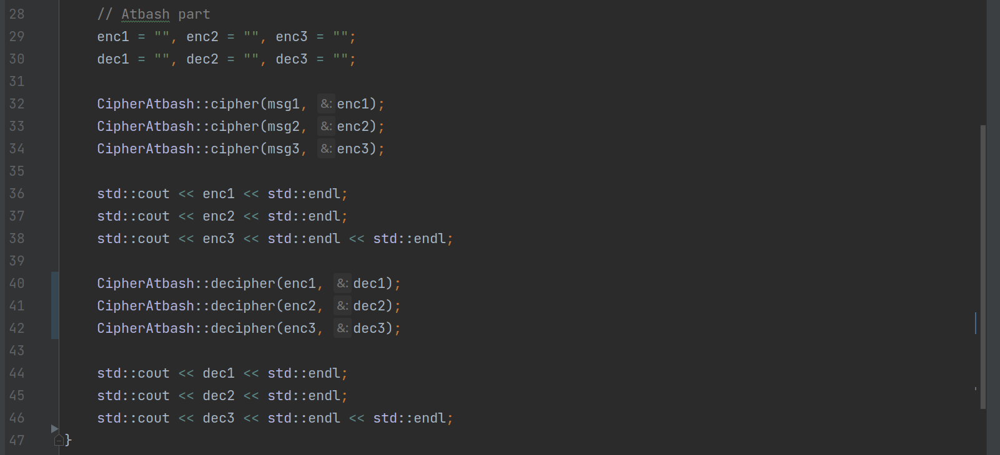 28 // Atbash part
29 enc1 = "", enc2 = "", enc3 = "";
30 dec1 = "", dec2 = "", dec3 = "";
31
32 CipherAtbash::cipher(msg1, &:enc1);
33 CipherAtbash::cipher(msg2, &:enc2);
34 CipherAtbash::cipher(msg3, &:enc3);
35
36 std::cout << enc1 << std::endl;
37 std::cout << enc2 << std::endl;
38 std::cout << enc3 << std::endl << std::endl;
39
40 CipherAtbash::decipher(enc1, &:dec1);
41 CipherAtbash::decipher(enc2, &:dec2);
42 CipherAtbash::decipher(enc3, &:dec3);
43
44 std::cout << dec1 << std::endl;
45 std::cout << dec2 << std::endl;
46 std::cout << dec3 << std::endl << std::endl;
47 }